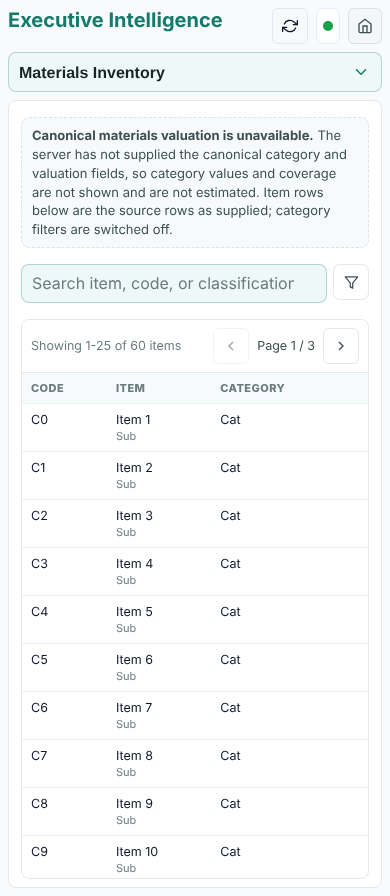 Executive Intelligence
Materials Inventory
Canonical materials valuation is unavailable. The
server has not supplied the canonical category and
valuation fields, so category values and coverage
are not shown and are not estimated. Item rows
below are the source rows as supplied; category
filters are switched off.
Search item, code, or classification
Showing 1-25 of 60 items
Page 1 / 3
CODE ITEM CATEGORY
C0 Item 1 Cat
Sub
C1 Item 2 Cat
Sub
C2 Item 3 Cat
Sub
C3 Item 4 Cat
Sub
C4 Item 5 Cat
Sub
C5 Item 6 Cat
Sub
C6 Item 7 Cat
Sub
C7 Item 8 Cat
Sub
C8 Item 9 Cat
Sub
C9 Item 10 Cat
Sub